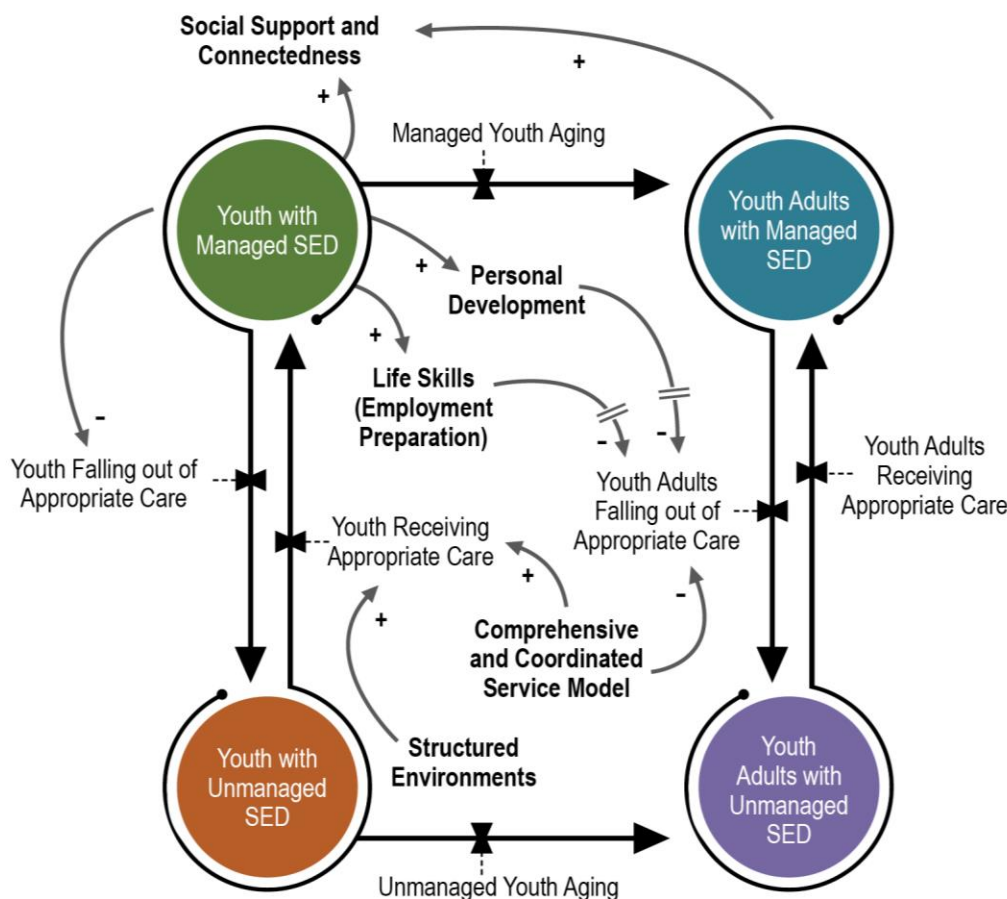 Social Support and
Connectedness
+
+
Managed Youth Aging
Youth with
Managed SED
Youth Adults
with Managed
SED
+
Personal
Development
+
Life Skills
(Employment
Preparation)
-
Youth Falling out of
Appropriate Care
-
-
Youth Adults
Falling out of
Appropriate Care
Youth Adults
Receiving
Appropriate Care
Youth Receiving
Appropriate Care
+
+
-
Comprehensive
and Coordinated
Service Model
Structured
Environments
Youth with
Unmanaged
SED
Youth
Adults with
Unmanaged
SED
Unmanaged Youth Aging